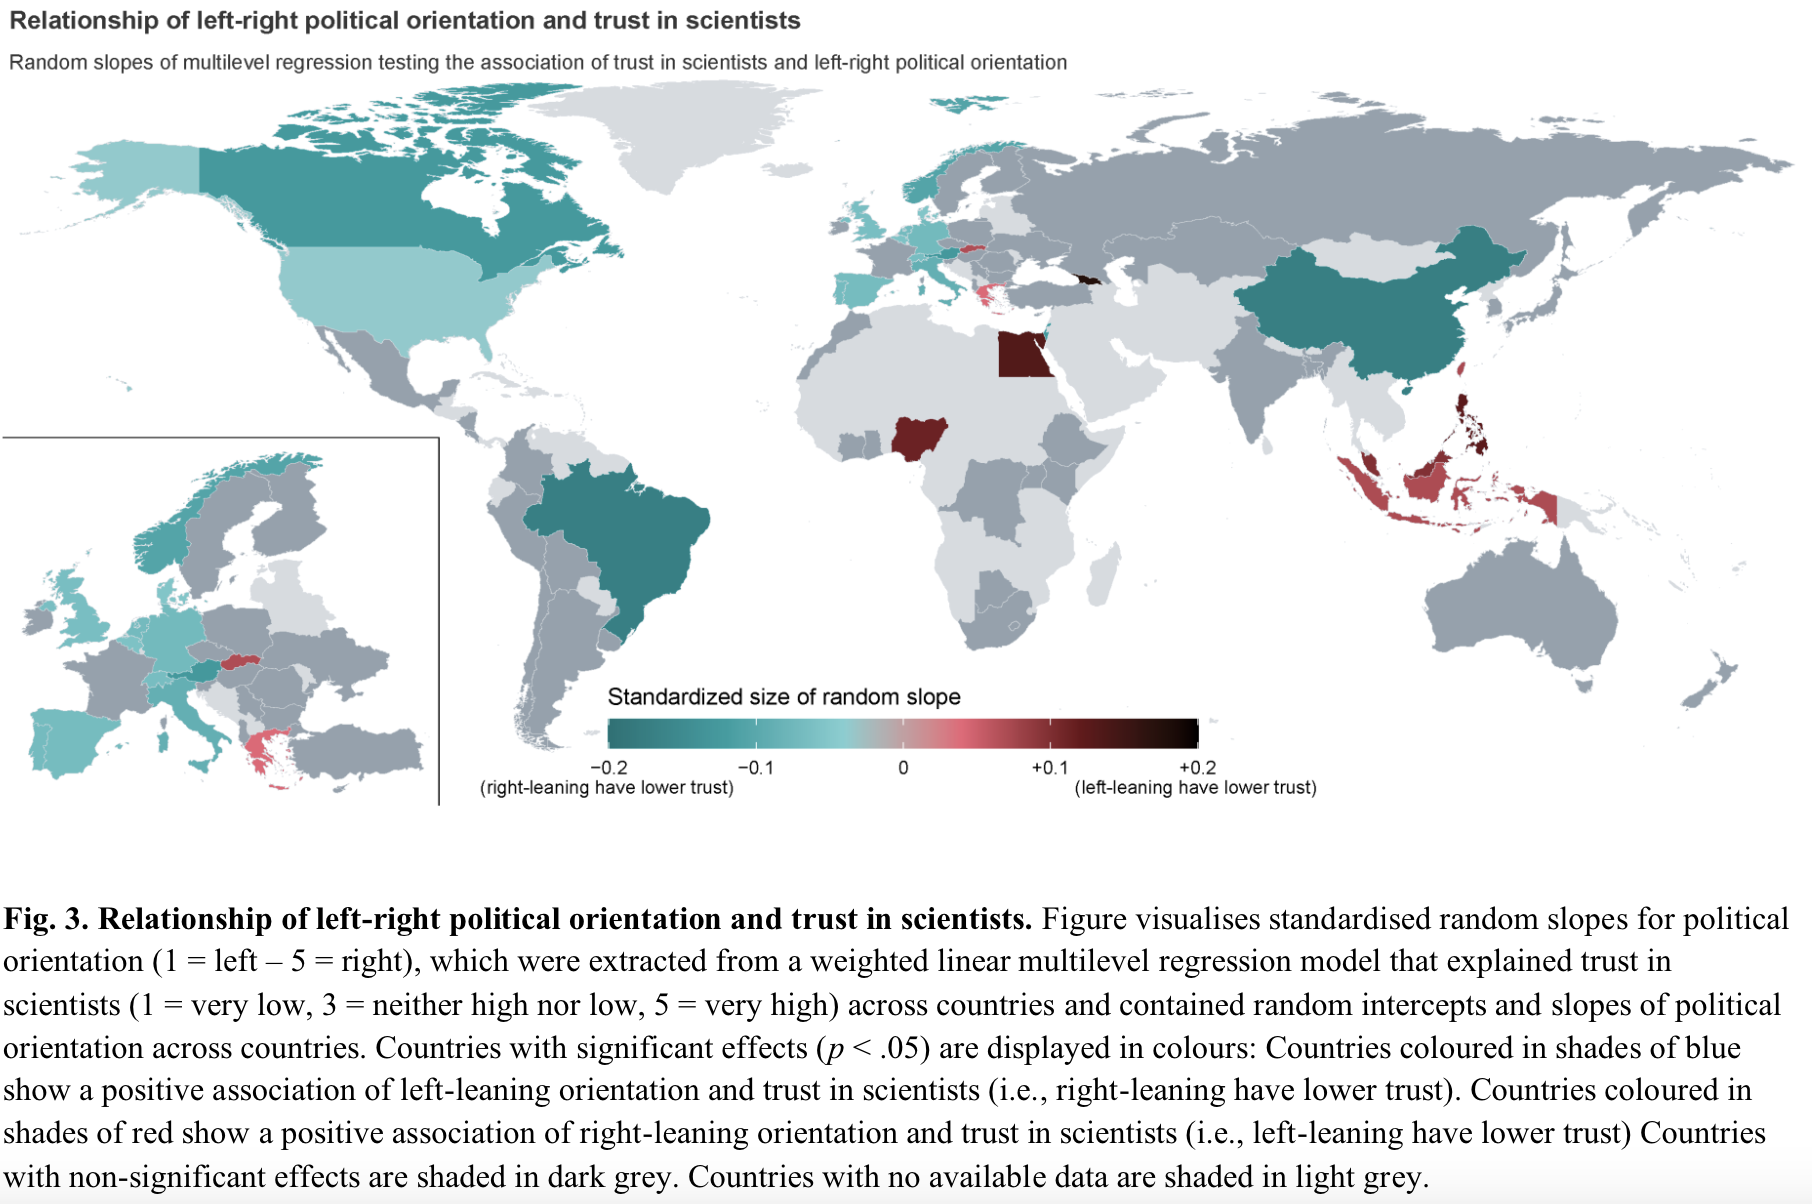 Relationship of left-right political orientation and trust in scientists
Random slopes of multilevel regression testing the association of trust in scientists and left-right political orientation
Standardized size of random slope
−0.2 −0.1 0 +0.1 +0.2
(right-leaning have lower trust) (left-leaning have lower trust)
Fig. 3. Relationship of left-right political orientation and trust in scientists. Figure visualises standardised random slopes for political
orientation (1 = left – 5 = right), which were extracted from a weighted linear multilevel regression model that explained trust in
scientists (1 = very low, 3 = neither high nor low, 5 = very high) across countries and contained random intercepts and slopes of political
orientation across countries. Countries with significant effects (p < .05) are displayed in colours: Countries coloured in shades of blue
show a positive association of left-leaning orientation and trust in scientists (i.e., right-leaning have lower trust). Countries coloured in
shades of red show a positive association of right-leaning orientation and trust in scientists (i.e., left-leaning have lower trust) Countries
with non-significant effects are shaded in dark grey. Countries with no available data are shaded in light grey.